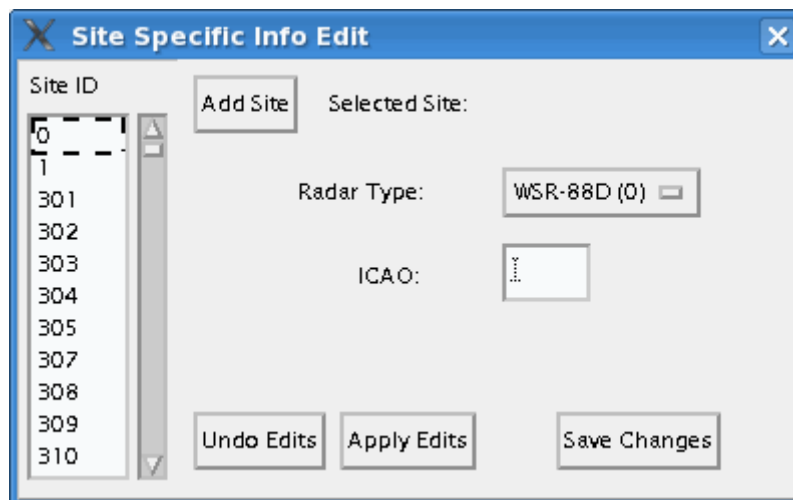 Site Specific Info Edit
Site ID
0
1
301
302
303
304
305
307
308
309
310
Add Site
Selected Site:
Radar Type:
WSR-88D (0)
ICAO:
Undo Edits
Apply Edits
Save Changes